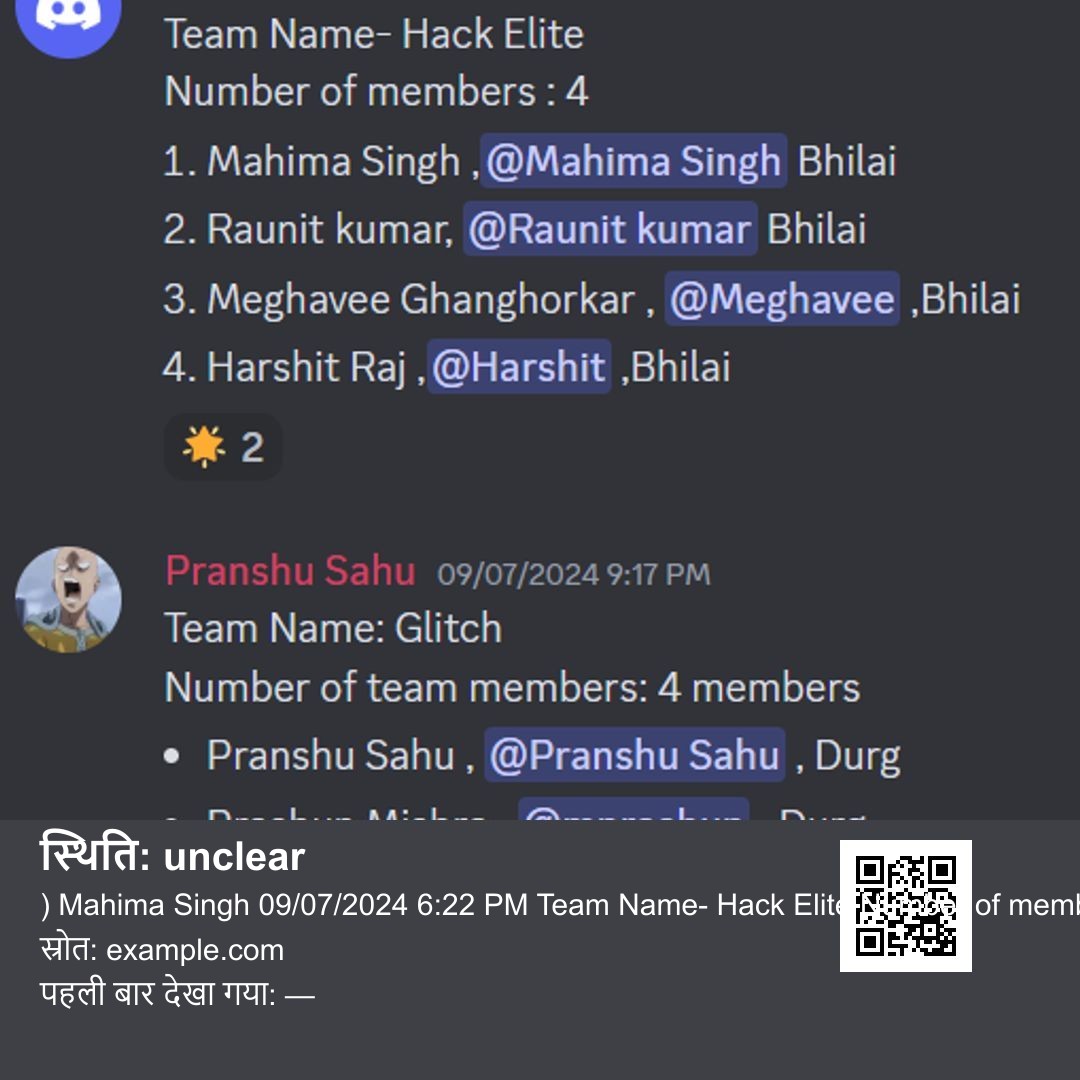 Team Name- Hack Elite
Number of members : 4
1. Mahima Singh ,@Mahima Singh Bhilai
2. Raunit kumar, @Raunit kumar Bhilai
3. Meghavee Ghanghorkar , @Meghavee ,Bhilai
4. Harshit Raj ,@Harshit ,Bhilai
2
Pranshu Sahu 09/07/2024 9:17 PM
Team Name: Glitch
Number of team members: 4 members
• Pranshu Sahu , @Pranshu Sahu , Durg
Mishra , Durg
स्थिति: unclear
) Mahima Singh 09/07/2024 6:22 PM Team Name- Hack Elite Number of memb
स्रोत: example.com
पहली बार देखा गया: —